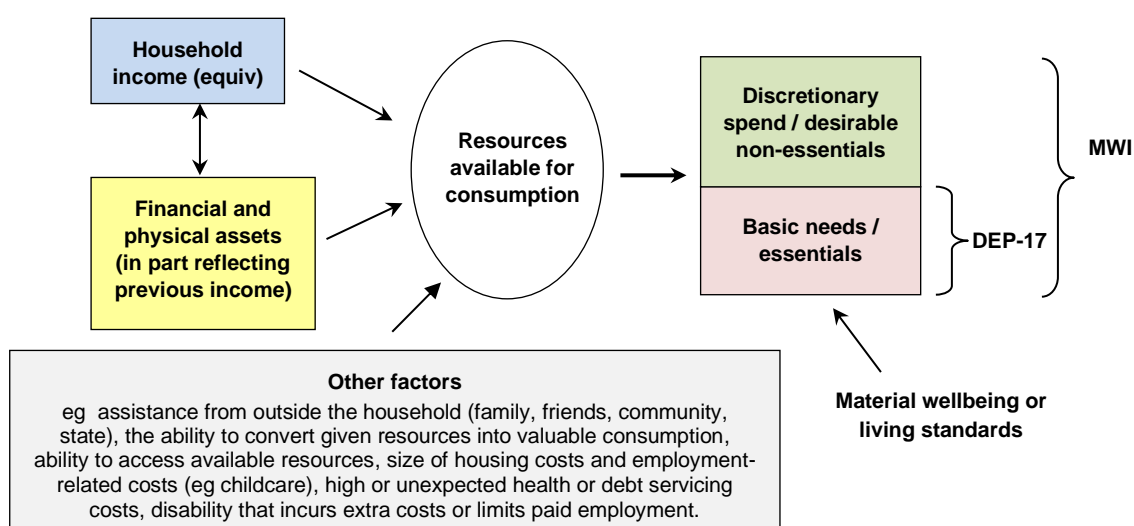 Household
income (equiv)
Financial and
physical assets
(in part reflecting
previous income)
Resources
available for
consumption
Discretionary
spend / desirable
non-essentials
Basic needs /
essentials
DEP-17
MWI
Material wellbeing or
living standards
Other factors
eg assistance from outside the household (family, friends, community,
state), the ability to convert given resources into valuable consumption,
ability to access available resources, size of housing costs and employment-
related costs (eg childcare), high or unexpected health or debt servicing
costs, disability that incurs extra costs or limits paid employment.